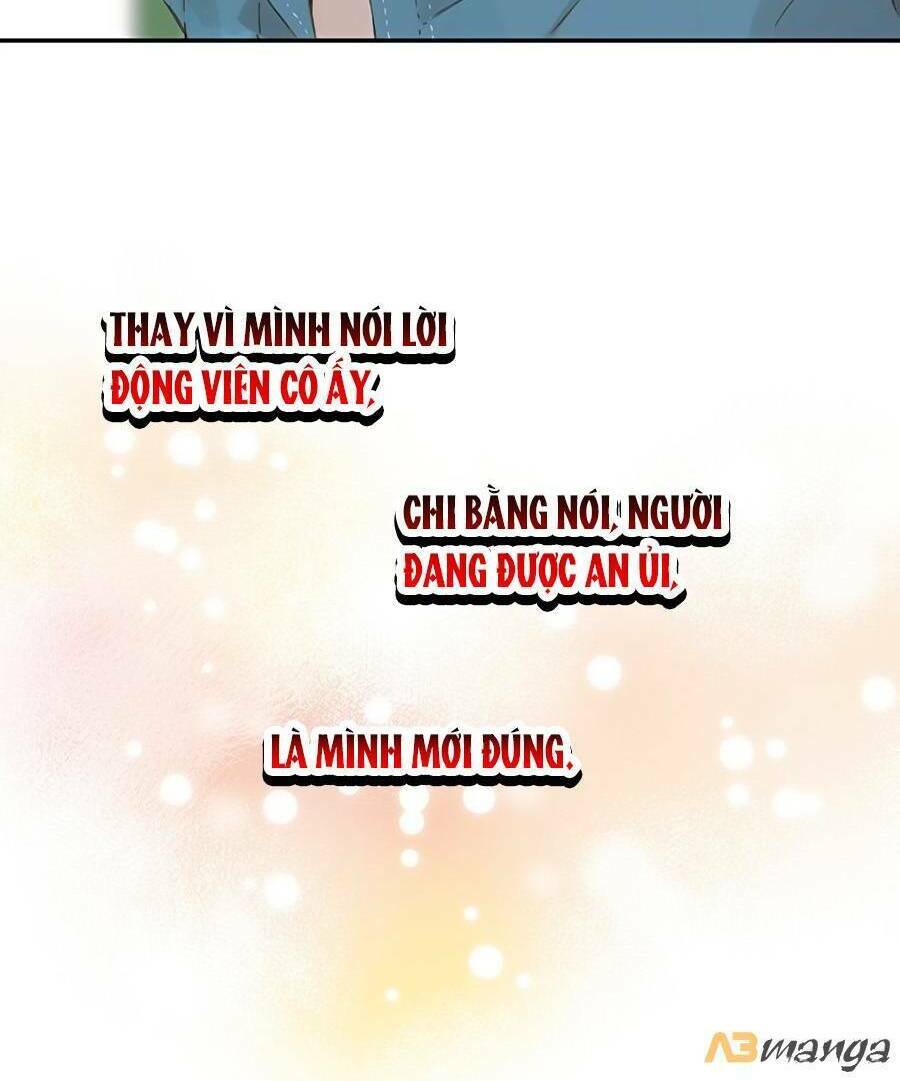 THAY VÌ MÌNH NÓI LỜI
ĐỘNG VIÊN CÔ ẤY,
CHI BẰNG NÓI, NGƯỜI
ĐANG ĐƯỢC AN ỦI,
LÀ MÌNH MỚI ĐÚNG.
A3manga